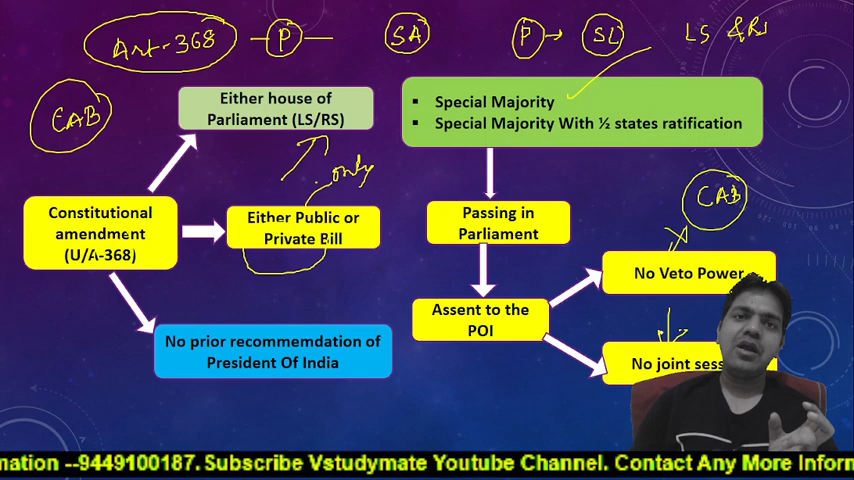 Art-368 — P —
SA
P → SL
LS & RS
CAB
Either house of
Parliament (LS/RS)
▪ Special Majority
▪ Special Majority With ½ states ratification
only
Constitutional
amendment
(U/A-368)
Either Public or
Private Bill
Passing in
Parliament
CAB
No Veto Power
Assent to the
POI
No prior recommemdation of
President Of India
No joint sess
mation --9449100187. Subscribe Vstudymate Youtube Channel. Contact Any More Inform